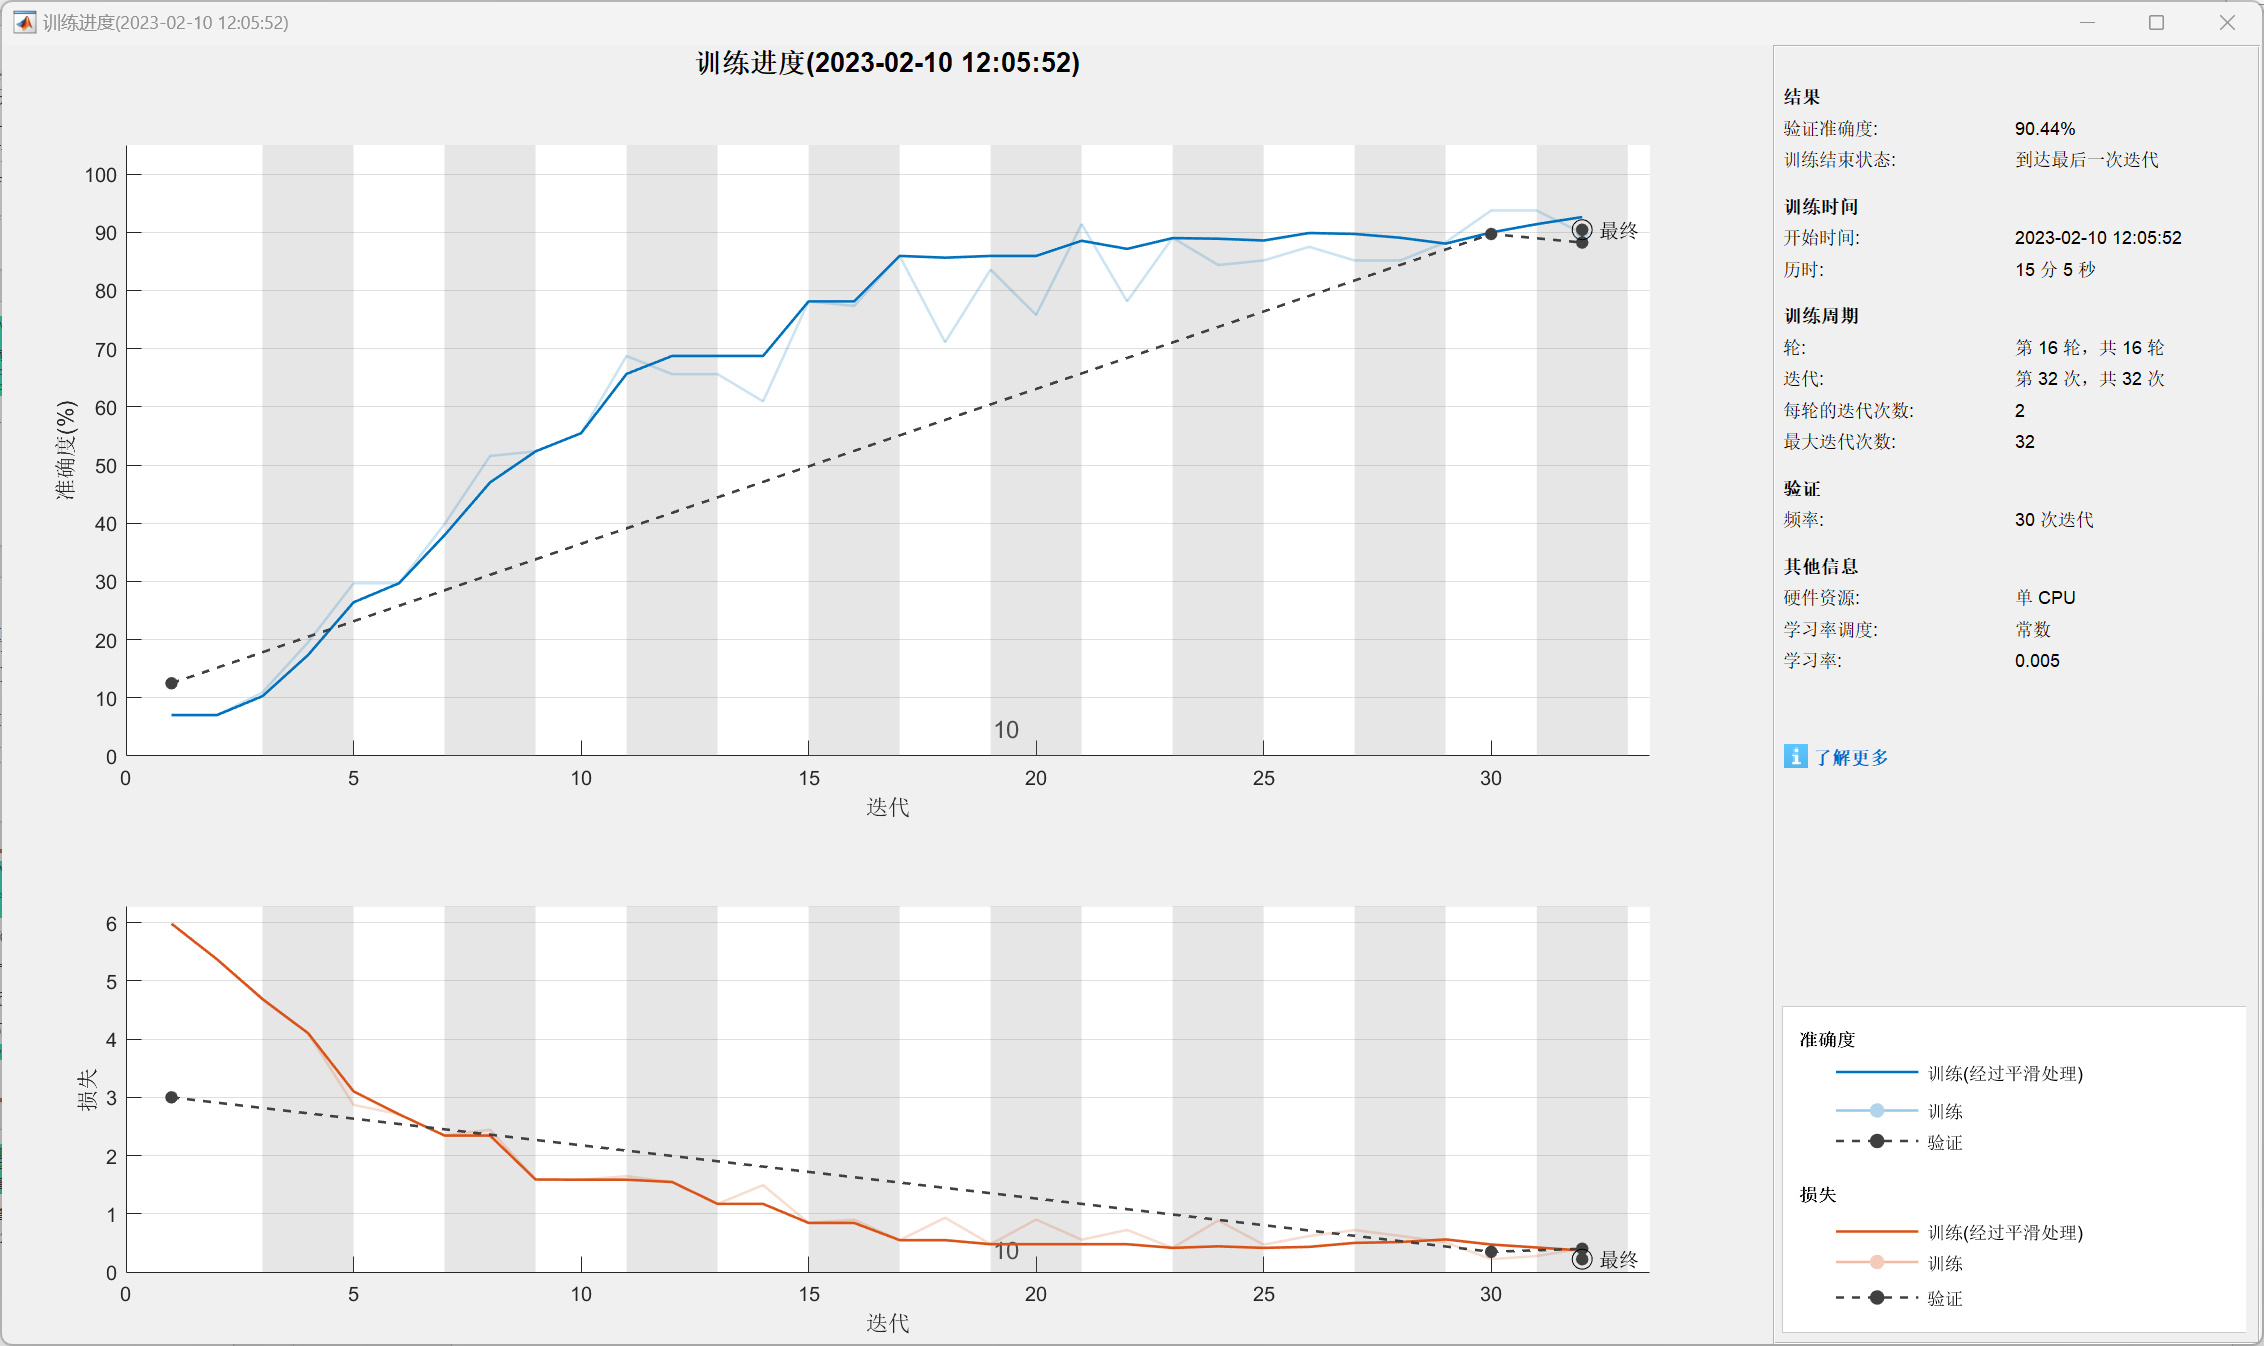 训练进度(2023-02-10 12:05:52)
训练进度(2023-02-10 12:05:52)
准确度(%)
100
90
80
70
60
50
40
30
20
10
0
最终
10
0 5 10 15 20 25 30
迭代
损失
6
5
4
3
2
1
0
最终
10
0 5 10 15 20 25 30
迭代
结果
验证准确度: 90.44%
训练结束状态: 到达最后一次迭代
训练时间
开始时间: 2023-02-10 12:05:52
历时: 15 分 5 秒
训练周期
轮: 第 16 轮，共 16 轮
迭代: 第 32 次，共 32 次
每轮的迭代次数: 2
最大迭代次数: 32
验证
频率: 30 次迭代
其他信息
硬件资源: 单 CPU
学习率调度: 常数
学习率: 0.005
i 了解更多
准确度
训练(经过平滑处理)
训练
验证
损失
训练(经过平滑处理)
训练
验证